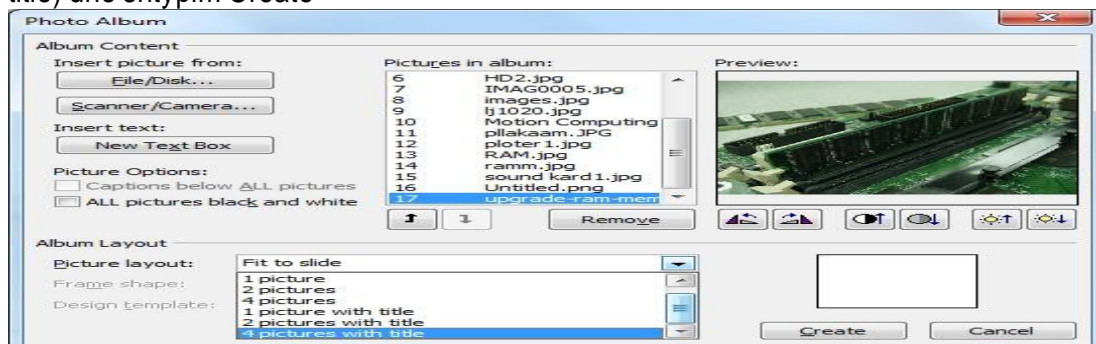 title) dhe shtypim Create
Photo Album
Album Content
Insert picture from:
File/Disk...
Scanner/Camera...
Insert text:
New Text Box
Picture Options:
Captions below ALL pictures
ALL pictures black and white
Pictures in album:
6 HD2.jpg
7 IMAG0005.jpg
8 images.jpg
9 lj1020.jpg
10 Motion Computing
11 pllakaam.JPG
12 ploter1.jpg
13 RAM.jpg
14 ramm.jpg
15 sound kard1.jpg
16 Untitled.png
17 upgrade-ram-mem
Remove
Preview:
Album Layout
Picture layout:
Fit to slide
1 picture
2 pictures
4 pictures
1 picture with title
2 pictures with title
4 pictures with title
Frame shape:
Design template:
Create
Cancel